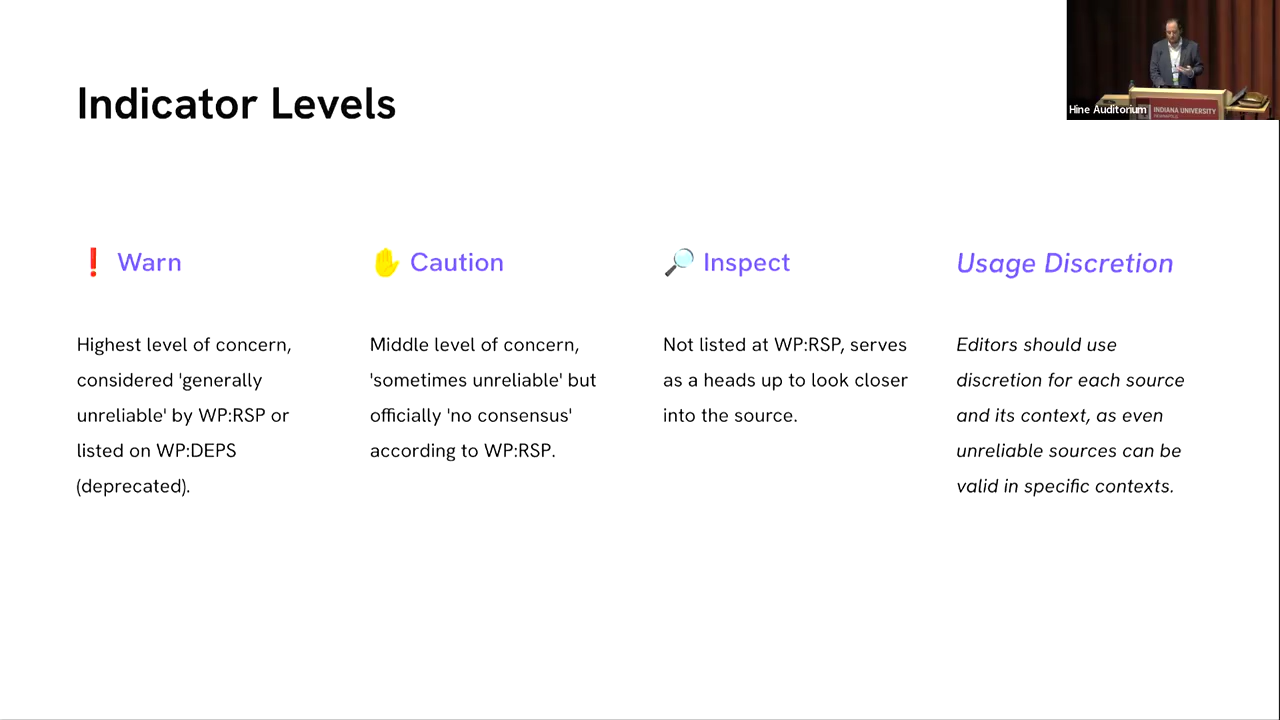 Indicator Levels
Hine Auditorium
INDIANA UNIVERSITY
❗ Warn
Highest level of concern,
considered 'generally
unreliable' by WP:RSP or
listed on WP:DEPS
(deprecated).
✋ Caution
Middle level of concern,
'sometimes unreliable' but
officially 'no consensus'
according to WP:RSP.
🔎 Inspect
Not listed at WP:RSP, serves
as a heads up to look closer
into the source.
Usage Discretion
Editors should use
discretion for each source
and its context, as even
unreliable sources can be
valid in specific contexts.